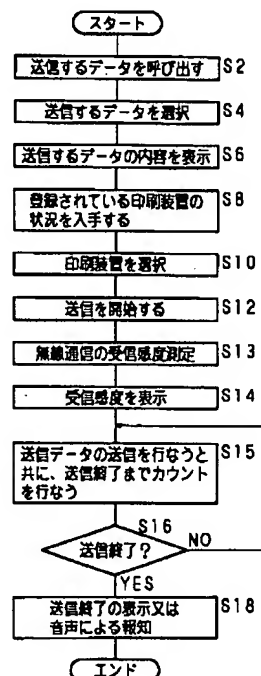 スタート
送信するデータを呼び出す S2
送信するデータを選択 S4
送信するデータの内容を表示 S6
登録されている印刷装置の S8
状況を入手する
印刷装置を選択 S10
送信を開始する S12
無線通信の受信感度測定 S13
受信感度を表示 S14
送信データの送信を行なうと S15
共に、送信終了までカウント
を行なう
S16
送信終了? NO
YES
送信終了の表示又は S18
音声による報知
エンド